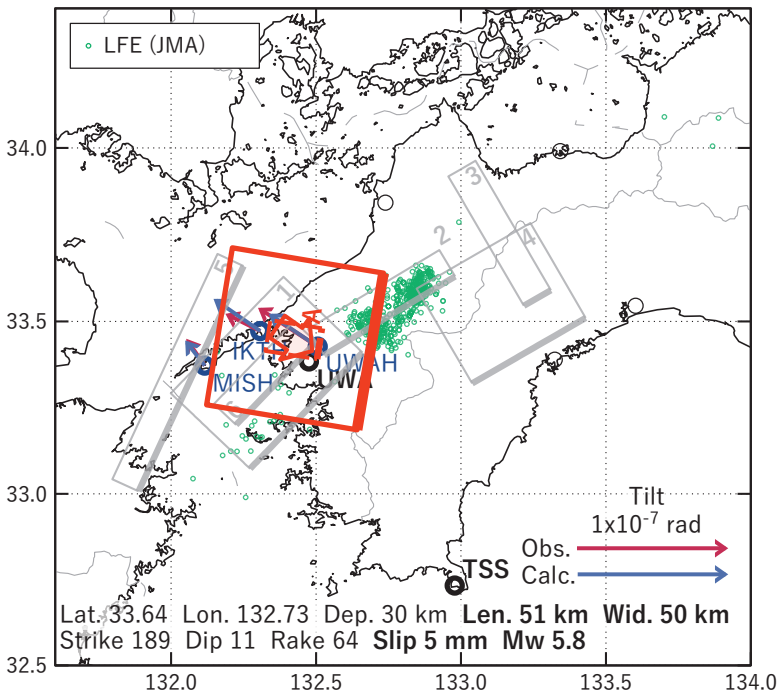 LFE (JMA)
34.0
33.5
33.0
32.5
3
2
4
5
1
IKTH
UWAH
MISH
UWA
Tilt
1x10-7 rad
Obs.
Calc.
TSS
Lat. 33.64 Lon. 132.73 Dep. 30 km Len. 51 km Wid. 50 km
Strike 189 Dip 11 Rake 64 Slip 5 mm Mw 5.8
132.0 132.5 133.0 133.5 134.0